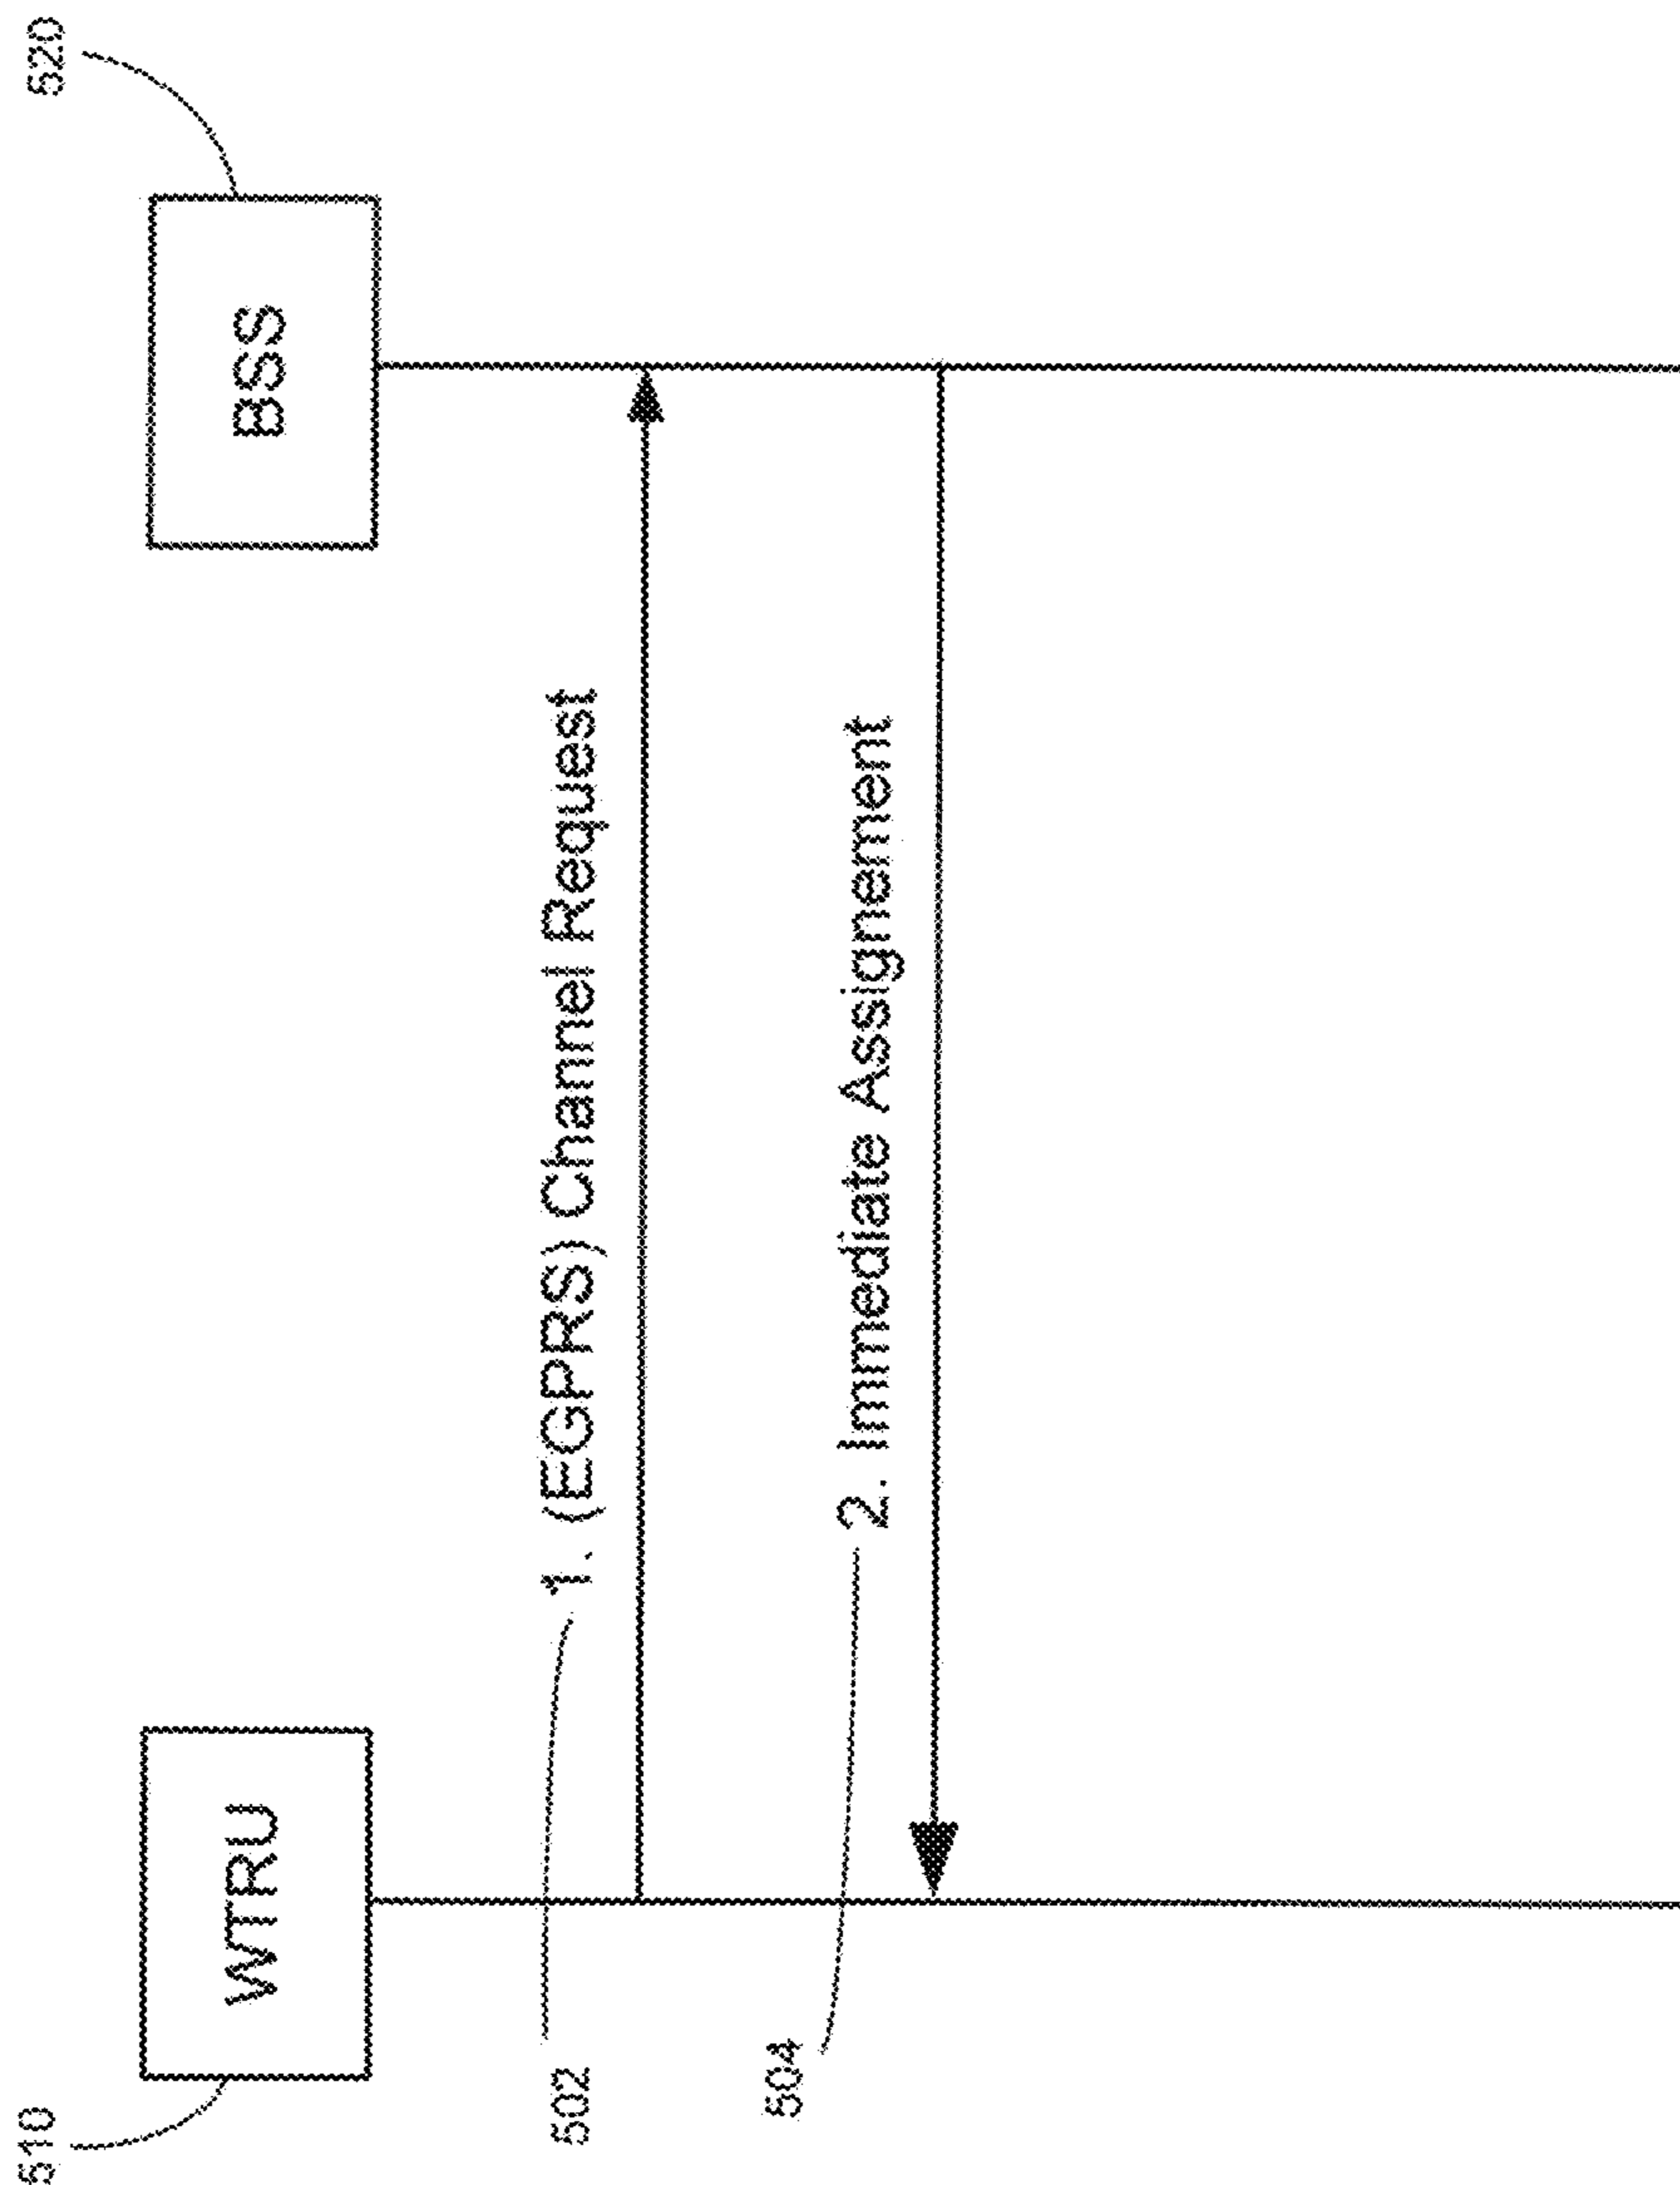 510
WTRU
BSS
520
502
1. (EGPRS) Channel Request
504
2. Immediate Assignement